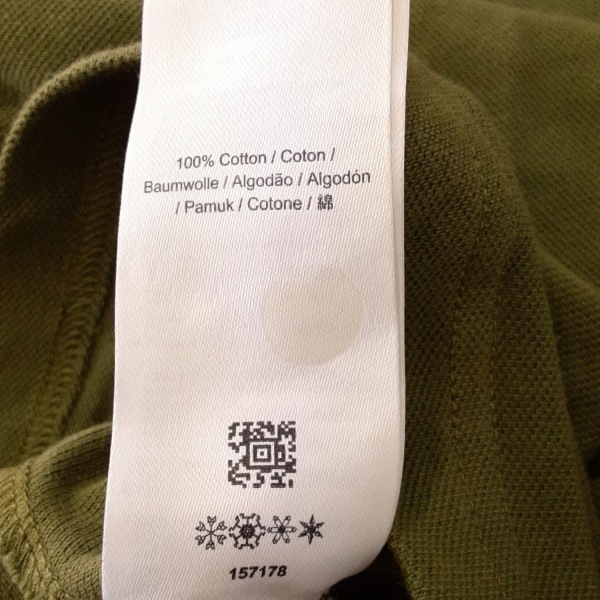 100% Cotton / Coton /
Baumwolle / Algodão / Algodón
/ Pamuk / Cotone / 綿
157178